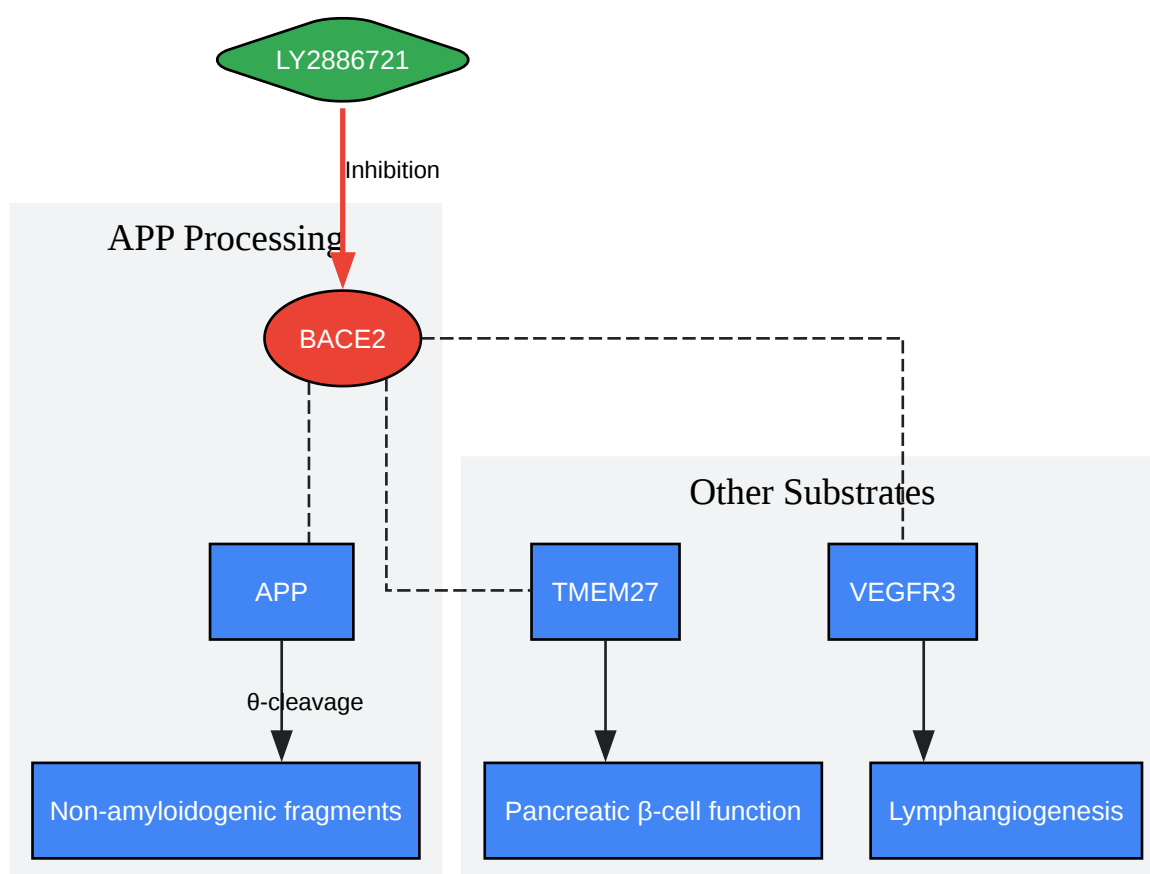 LY2886721
Inhibition
APP Processing
BACE2
Other Substrates
APP
TMEM27
VEGFR3
θ-cleavage
Non-amyloidogenic fragments
Pancreatic β-cell function
Lymphangiogenesis